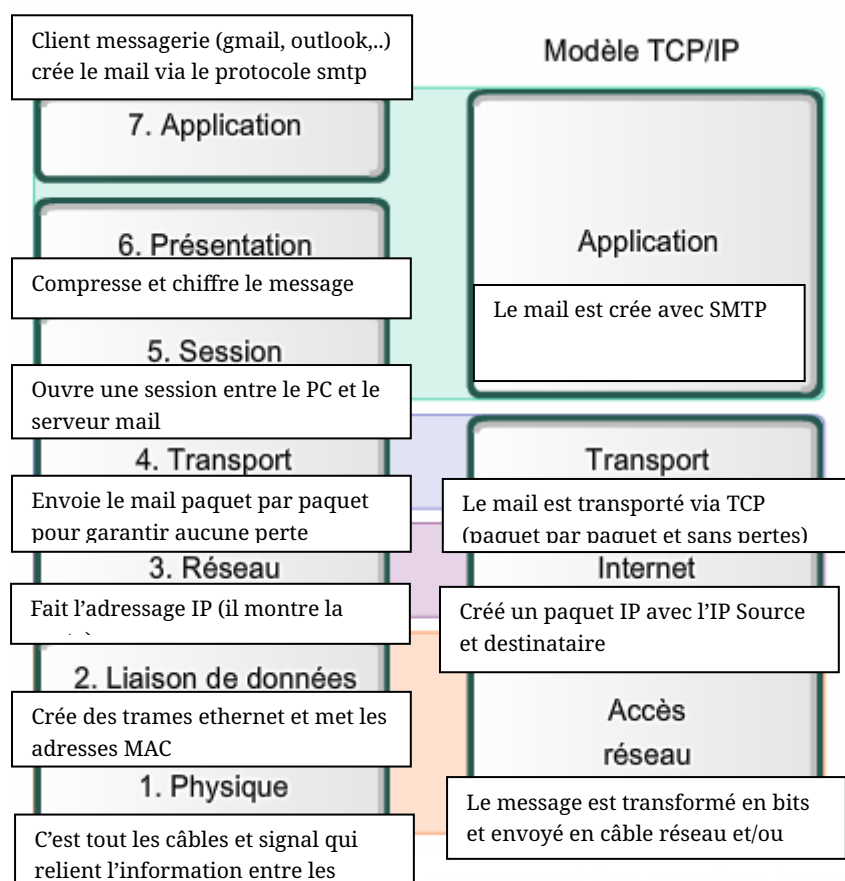 Client messagerie (gmail, outlook,..)
crée le mail via le protocole smtp
7. Application
6. Présentation
Compresse et chiffre le message
5. Session
Ouvre une session entre le PC et le
serveur mail
4. Transport
Envoie le mail paquet par paquet
pour garantir aucune perte
3. Réseau
Fait l’adressage IP (il montre la
2. Liaison de données
Crée des trames ethernet et met les
adresses MAC
1. Physique
C’est tout les câbles et signal qui
relient l’information entre les
Modèle TCP/IP
Application
Le mail est crée avec SMTP
Transport
Le mail est transporté via TCP
(paquet par paquet et sans pertes)
Internet
Créé un paquet IP avec l’IP Source
et destinataire
Accès
réseau
Le message est transformé en bits
et envoyé en câble réseau et/ou